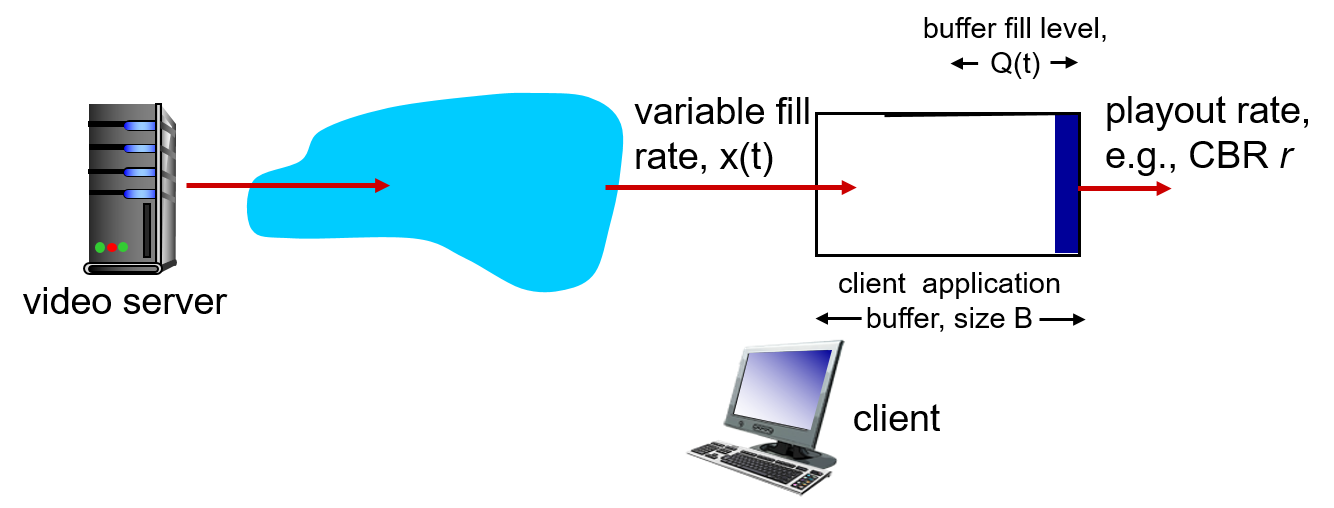 buffer fill level,
Q(t)
variable fill
rate, x(t)
playout rate,
e.g., CBR r
video server
client application
buffer, size B
client